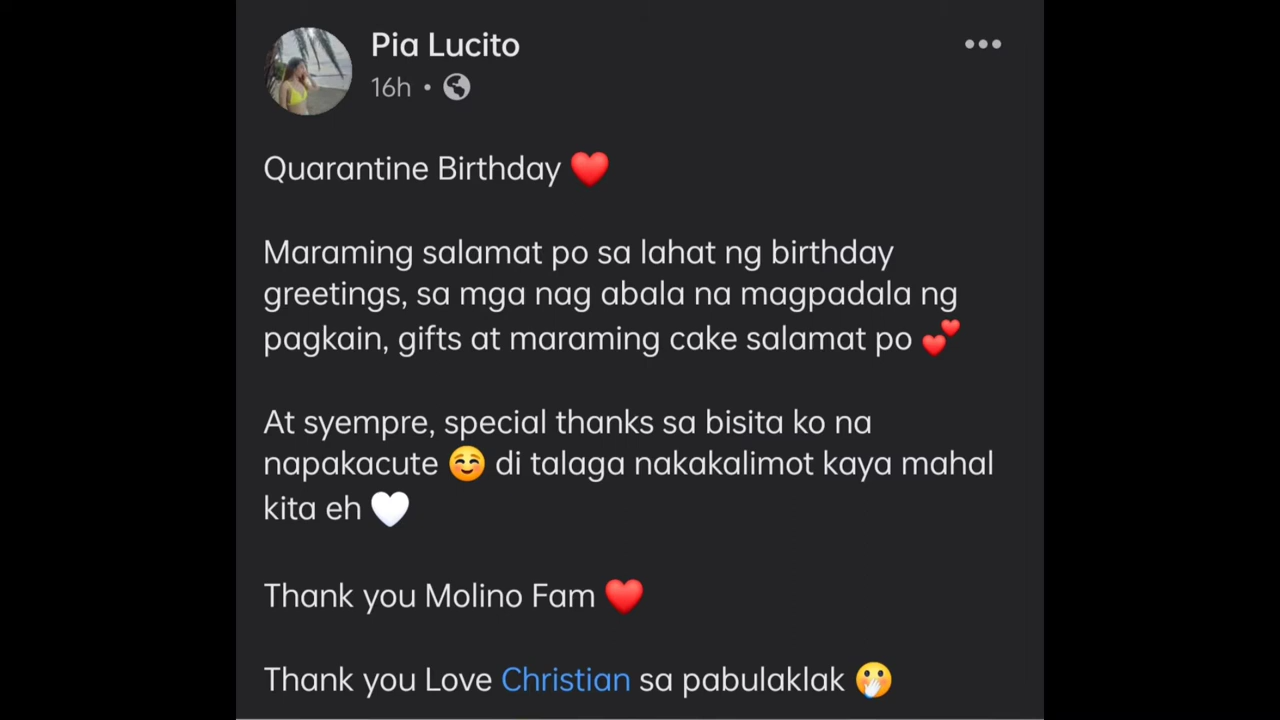 Pia Lucito
16h •
Quarantine Birthday ❤️
Maraming salamat po sa lahat ng birthday
greetings, sa mga nag abala na magpadala ng
pagkain, gifts at maraming cake salamat po 💕
At syempre, special thanks sa bisita ko na
napakacute ☺️ di talaga nakakalimot kaya mahal
kita eh 🤍
Thank you Molino Fam ❤️
Thank you Love Christian sa pabulaklak 🤭